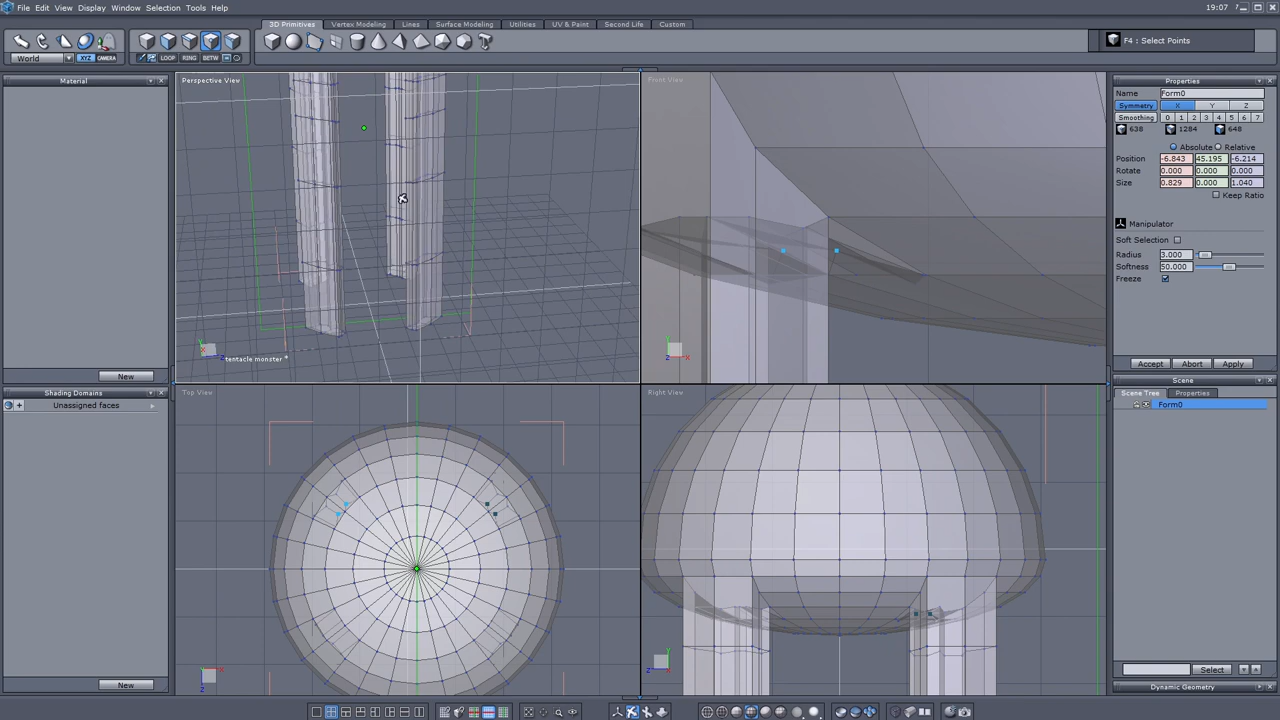 File Edit View Display Window Selection Tools Help 19:07
3D Primitives Vertex Modeling Lines Surface Modeling Utilities UV & Paint Second Life Custom
F4 : Select Points
World XYZ CAMERA LOOP RING BETW
Material
New
Shading Domains
Unassigned faces
New
Perspective View
tentacle monster *
Front View
Top View
Right View
Properties
Name Form0
Symmetry X Y Z
Smoothing 0 1 2 3 4 5 6 7
638 1284 648
Absolute Relative
Position -6.843 45.195 -6.214
Rotate 0.000 0.000 0.000
Size 0.829 0.000 1.040
Keep Ratio
Manipulator
Soft Selection
Radius 3.000
Softness 50.000
Freeze
Accept Abort Apply
Scene
Scene Tree Properties
Form0
Select
Dynamic Geometry